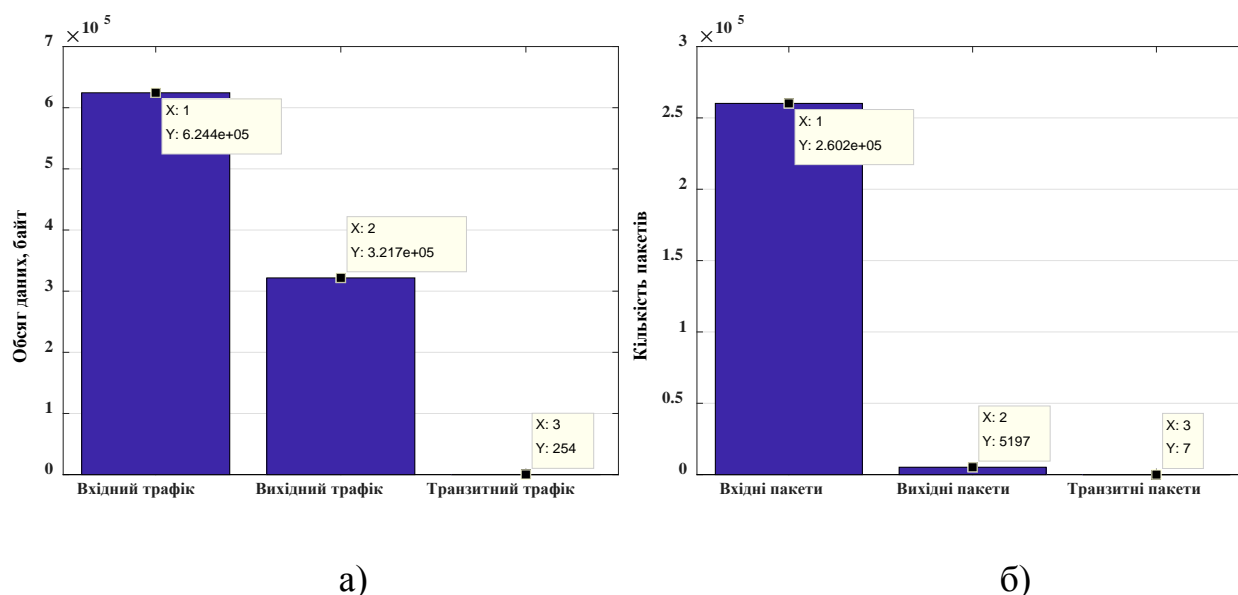 ×10 5
7
6
5
4
3
2
1
0
Обсяг даних, байт
X: 1
Y: 6.244e+05
X: 2
Y: 3.217e+05
X: 3
Y: 254
Вхідний трафік Вихідний трафік Транзитний трафік
а)
×10 5
3
2.5
2
1.5
1
0.5
0
Кількість пакетів
X: 1
Y: 2.602e+05
X: 2
Y: 5197
X: 3
Y: 7
Вхідні пакети Вихідні пакети Транзитні пакети
б)